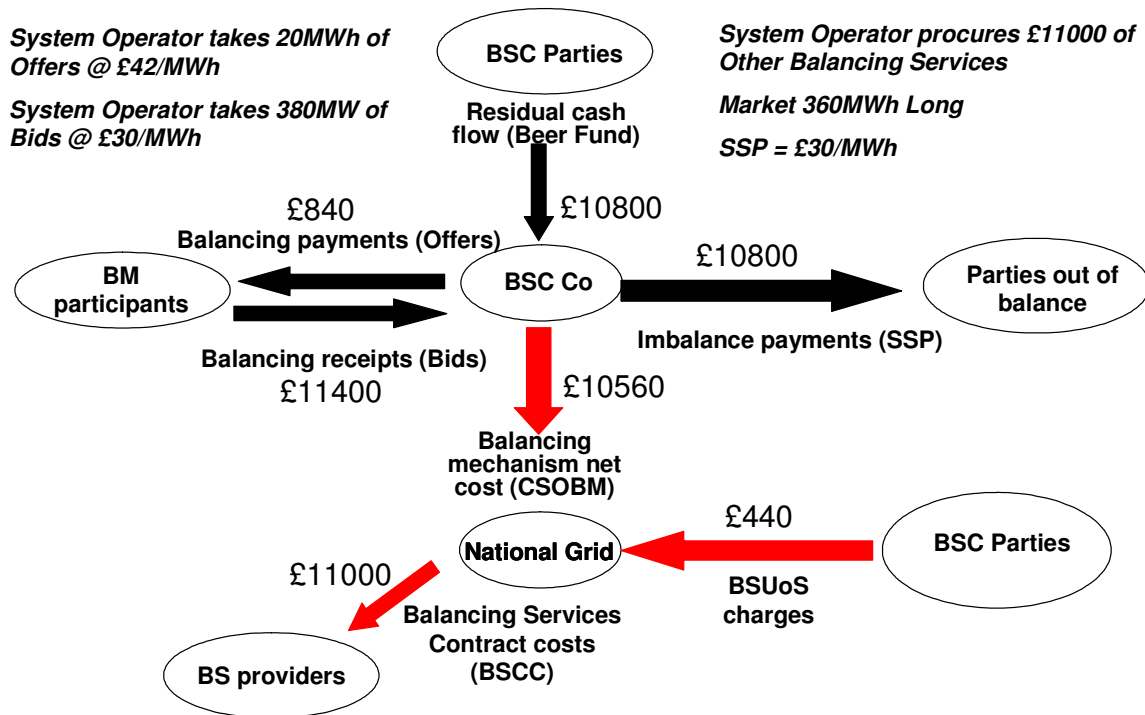 System Operator takes 20MWh of
Offers @ £42/MWh
System Operator takes 380MW of
Bids @ £30/MWh
BSC Parties
Residual cash
flow (Beer Fund)
System Operator procures £11000 of
Other Balancing Services
Market 360MWh Long
SSP = £30/MWh
£10800
£840
Balancing payments (Offers)
BM
participants
BSC Co
£10800
Parties out of
balance
Imbalance payments (SSP)
Balancing receipts (Bids)
£11400
£10560
Balancing
mechanism net
cost (CSOBM)
National Grid
£440
BSC Parties
BSUoS
charges
£11000
Balancing Services
Contract costs
(BSCC)
BS providers